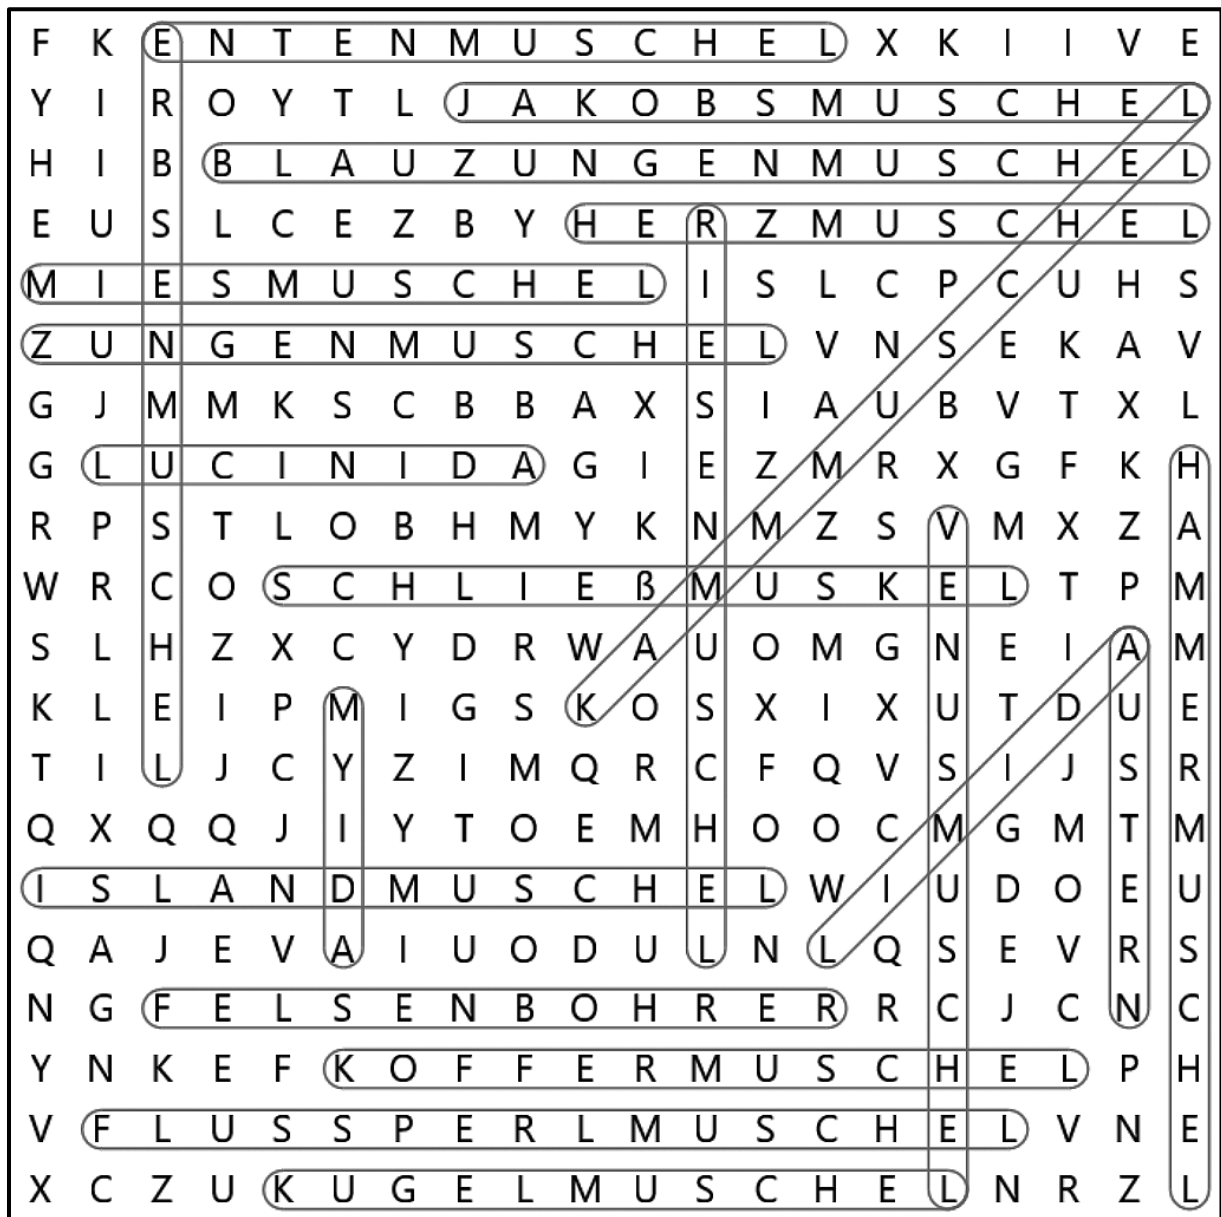 F K E N T E N M U S C H E L X K I I V E
Y I R O Y T L J A K O B S M U S C H E L
H I B B L A U Z U N G E N M U S C H E L
E U S L C E Z B Y H E R Z M U S C H E L
M I E S M U S C H E L I S L C P C U H S
Z U N G E N M U S C H E L V N S E K A V
G J M M K S C B B A X S I A U B V T X L
G L U C I N I D A G I E Z M R X G F K H
R P S T L O B H M Y K N M Z S V M X Z A
W R C O S C H L I E ß M U S K E L T P M
S L H Z X C Y D R W A U O M G N E I A M
K L E I P M I G S K O S X I X U T D U E
T I L J C Y Z I M Q R C F Q V S I J S R
Q X Q Q J I Y T O E M H O O C M G M T M
I S L A N D M U S C H E L W I U D O E U
Q A J E V A I U O D U L N L Q S E V R S
N G F E L S E N B O H R E R R C J C N C
Y N K E F K O F F E R M U S C H E L P H
V F L U S S P E R L M U S C H E L V N E
X C Z U K U G E L M U S C H E L N R Z L